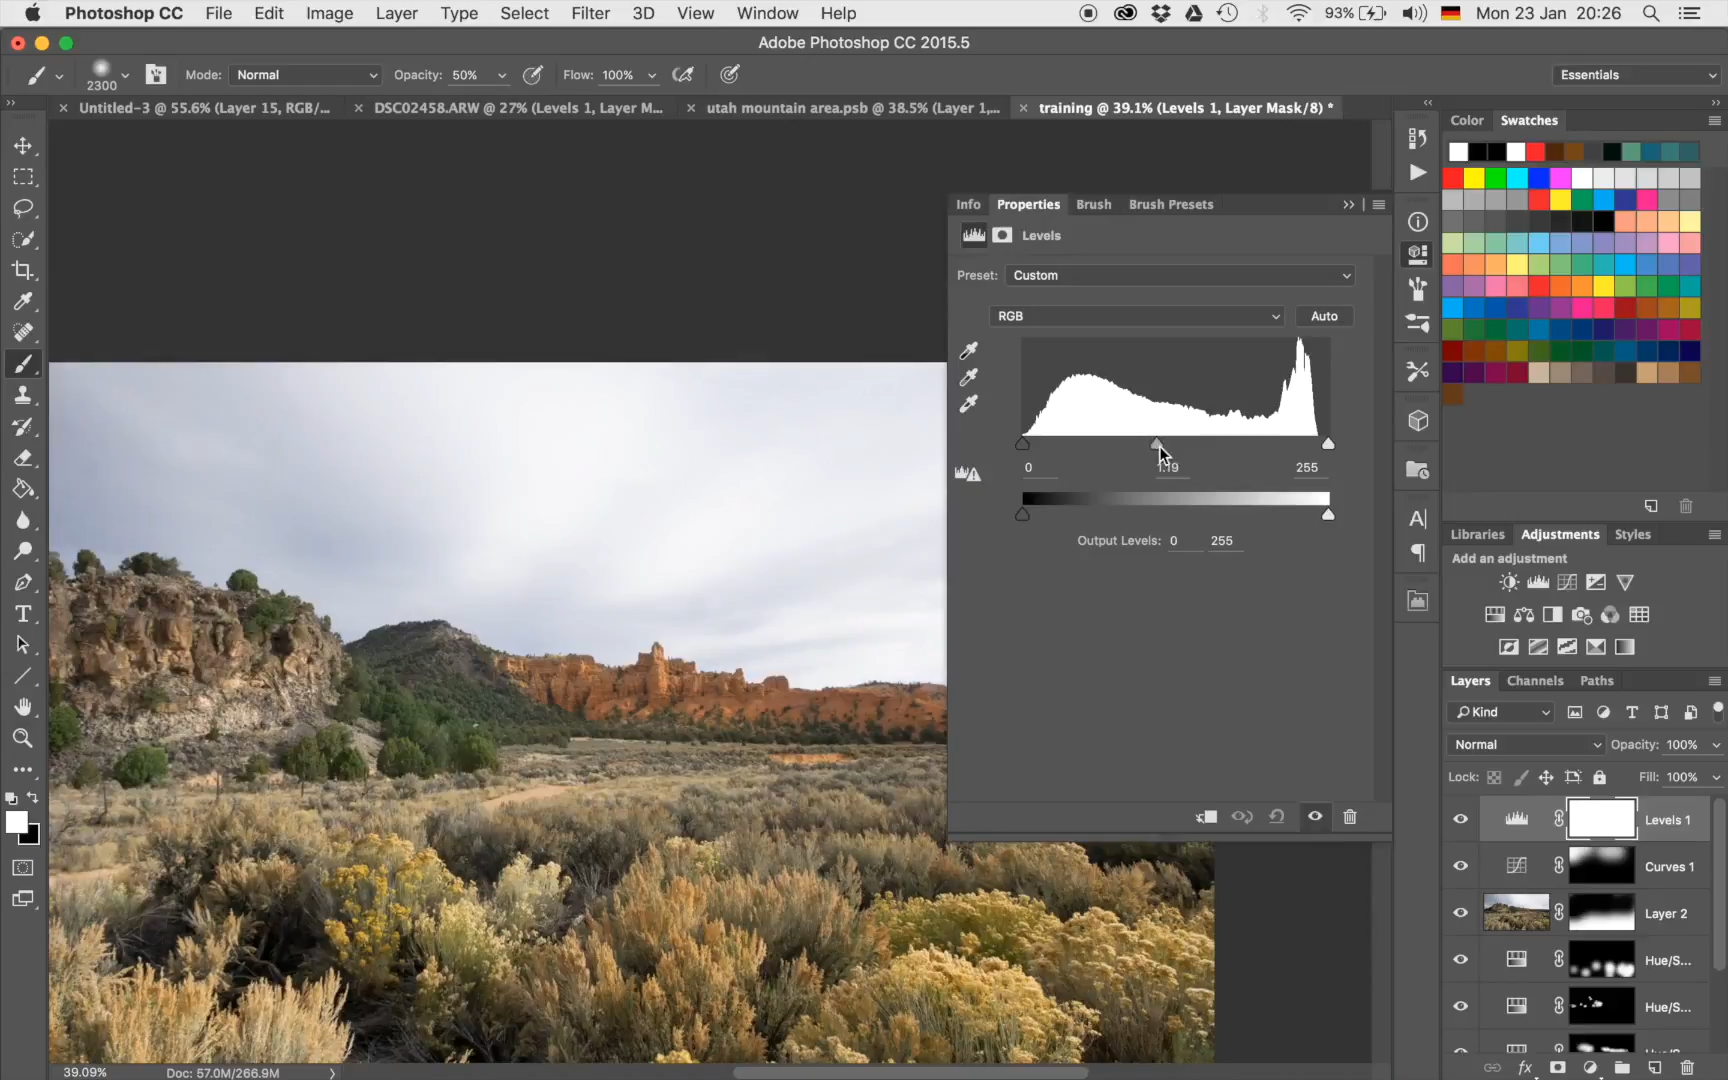 Photoshop CC File Edit Image Layer Type Select Filter 3D View Window Help 93% Mon 23 Jan 20:26
Adobe Photoshop CC 2015.5
2300 Mode: Normal Opacity: 50% Flow: 100% Essentials
Untitled-3 @ 55.6% (Layer 15, RGB/... DSC02458.ARW @ 27% (Levels 1, Layer M... utah mountain area.psb @ 38.5% (Layer 1,... training @ 39.1% (Levels 1, Layer Mask/8) *
Color Swatches
Info Properties Brush Brush Presets
Levels
Preset: Custom
RGB Auto
0 1.19 255
Output Levels: 0 255
Libraries Adjustments Styles
Add an adjustment
Layers Channels Paths
Kind
Normal Opacity: 100%
Lock: Fill: 100%
Levels 1
Curves 1
Layer 2
Hue/S...
Hue/S...
39.09% Doc: 57.0M/266.9M